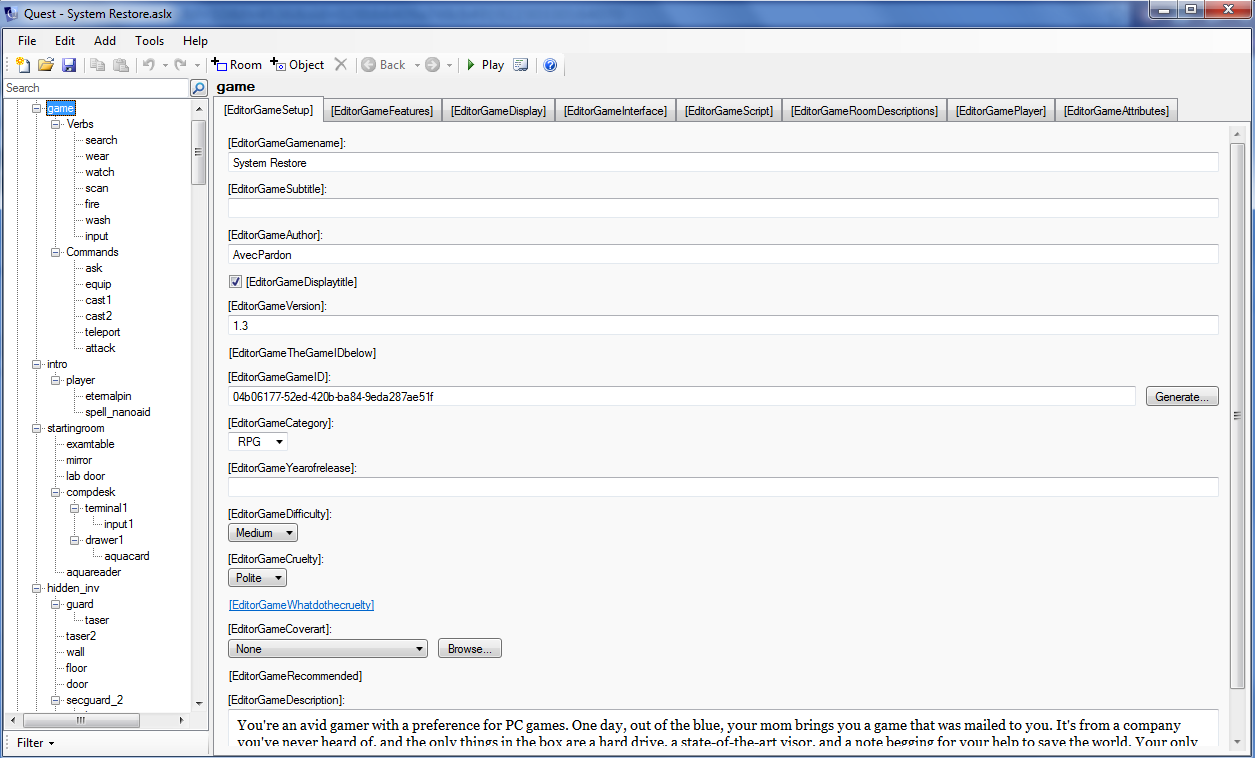 Quest - System Restore.aslx
File Edit Add Tools Help
Room Object Back Play
Search
game
Verbs
search
wear
watch
scan
fire
wash
input
Commands
ask
equip
cast1
cast2
teleport
attack
intro
player
eternalpin
spell_nanoaid
startingroom
examtable
mirror
lab door
compdesk
terminal1
input1
drawer1
aquacard
aquareader
hidden_inv
guard
taser
taser2
wall
floor
door
secguard_2
Filter
game
[EditorGameSetup] [EditorGameFeatures] [EditorGameDisplay] [EditorGameInterface] [EditorGameScript] [EditorGameRoomDescriptions] [EditorGamePlayer] [EditorGameAttributes]
[EditorGameGamename]:
System Restore
[EditorGameSubtitle]:
[EditorGameAuthor]:
AvecPardon
[EditorGameDisplaytitle]
[EditorGameVersion]:
1.3
[EditorGameTheGameIDbelow]
[EditorGameGameID]:
04b06177-52ed-420b-ba84-9eda287ae51f Generate...
[EditorGameCategory]:
RPG
[EditorGameYearofrelease]:
[EditorGameDifficulty]:
Medium
[EditorGameCruelty]:
Polite
[EditorGameWhatdothecruelty]
[EditorGameCoverart]:
None Browse...
[EditorGameRecommended]
[EditorGameDescription]:
You're an avid gamer with a preference for PC games. One day, out of the blue, your mom brings you a game that was mailed to you. It's from a company
you've never heard of, and the only things in the box are a hard drive, a state-of-the-art visor, and a note begging for your help to save the world. Your only